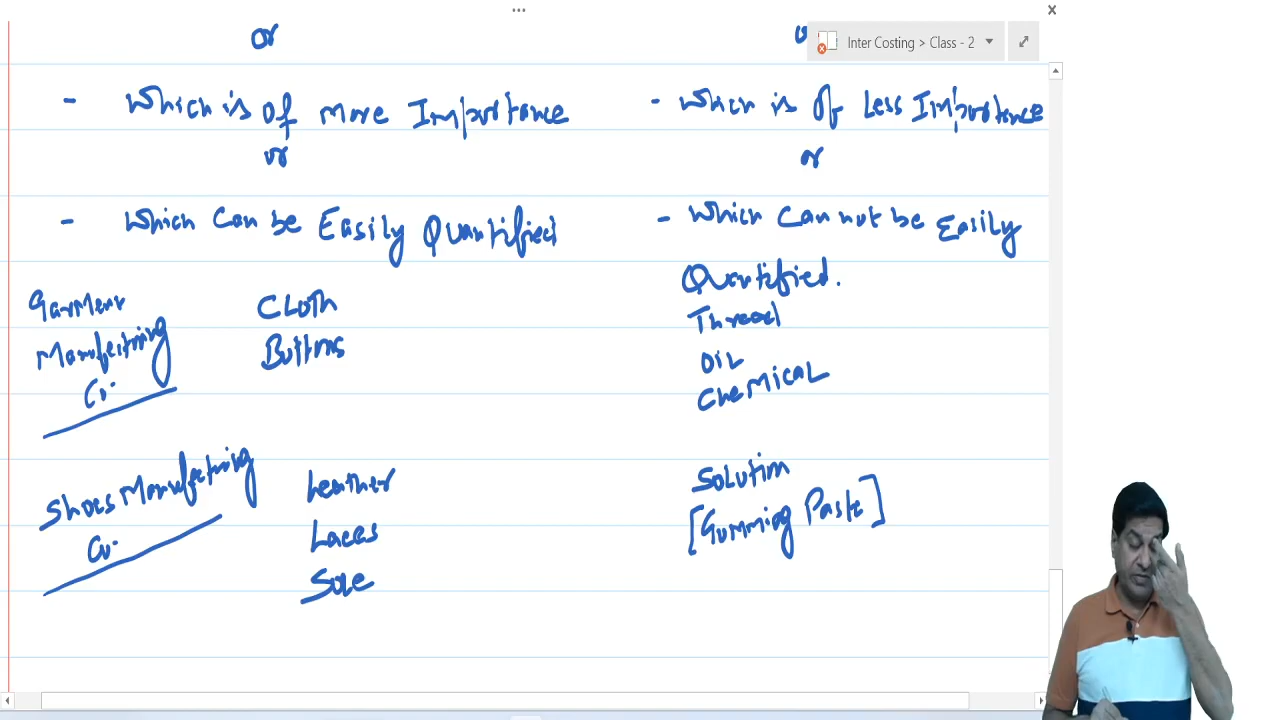 ...
or
Inter Costing > Class - 2
- Which is of More Importance
or
- Which Can be Easily Quantified
- Which is of Less Importance
or
- Which Can not be Easily
Quantified.
Garment
Manufeitring
Co.
Cloth
Buttons
Thread
Oil
Chemical
Shoes Manufectring
Co.
Leather
Laces
Sole
Solution
[Gumming Paste]